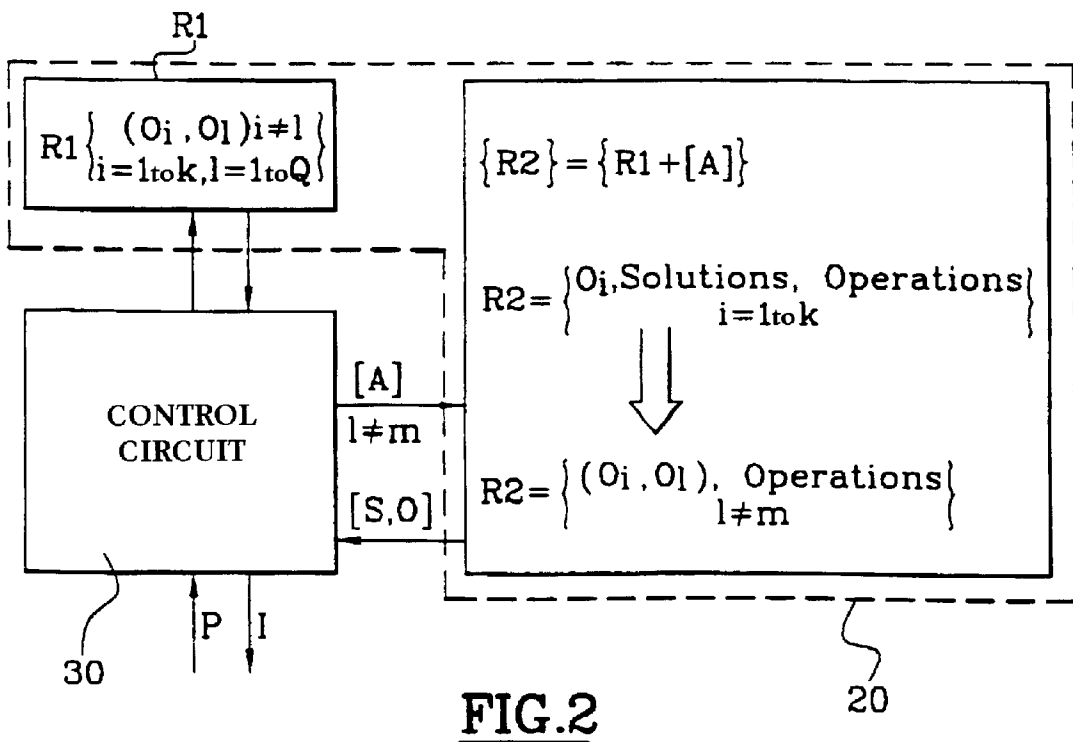 R1
R1{(Oi, Ol)i≠l
i=1to k, l=1to Q}
{R2}={R1+[A]}
R2={Oi, Solutions, Operations
i=1to k}
CONTROL
CIRCUIT
[A]
l≠m
[S,O]
R2={(Oi, Ol), Operations
l≠m}
P
I
30
20
FIG.2